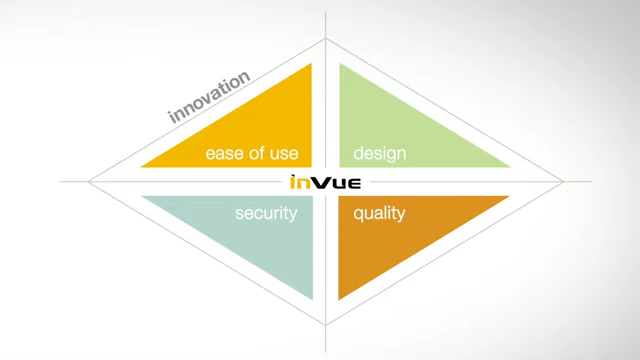 innovation
ease of use
design
inVue
security
quality